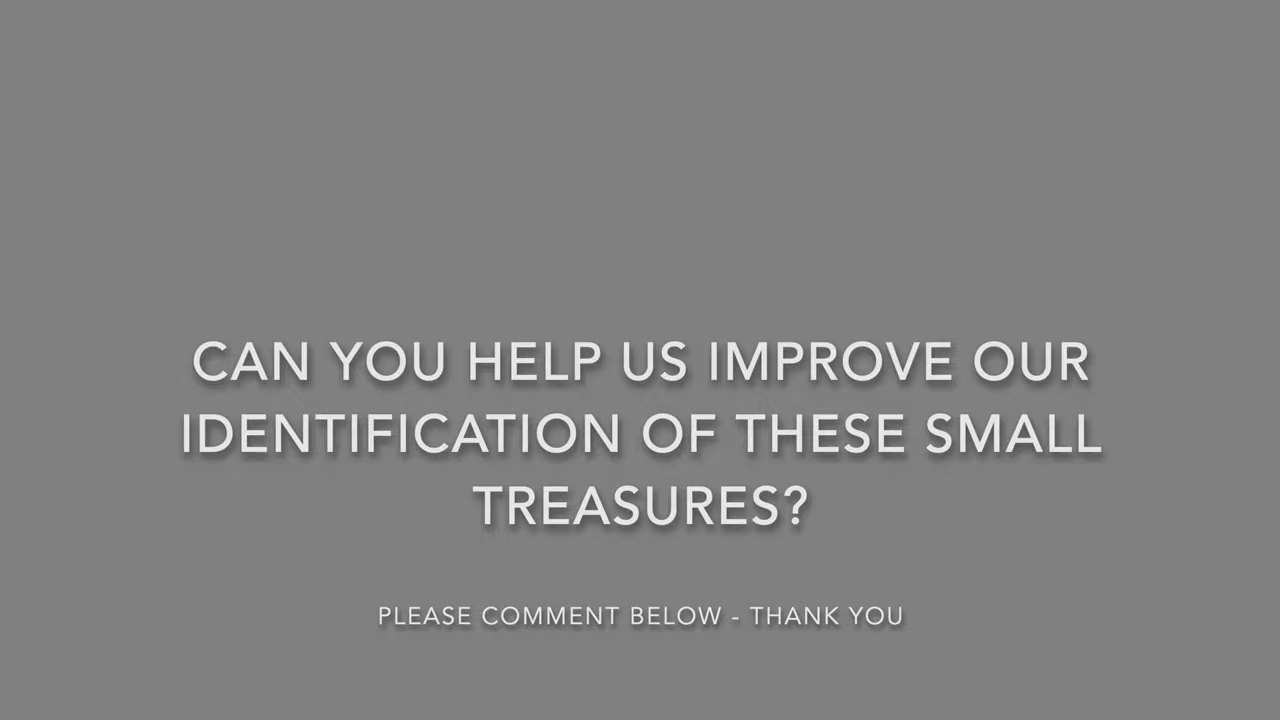 CAN YOU HELP US IMPROVE OUR
IDENTIFICATION OF THESE SMALL
TREASURES?
PLEASE COMMENT BELOW - THANK YOU